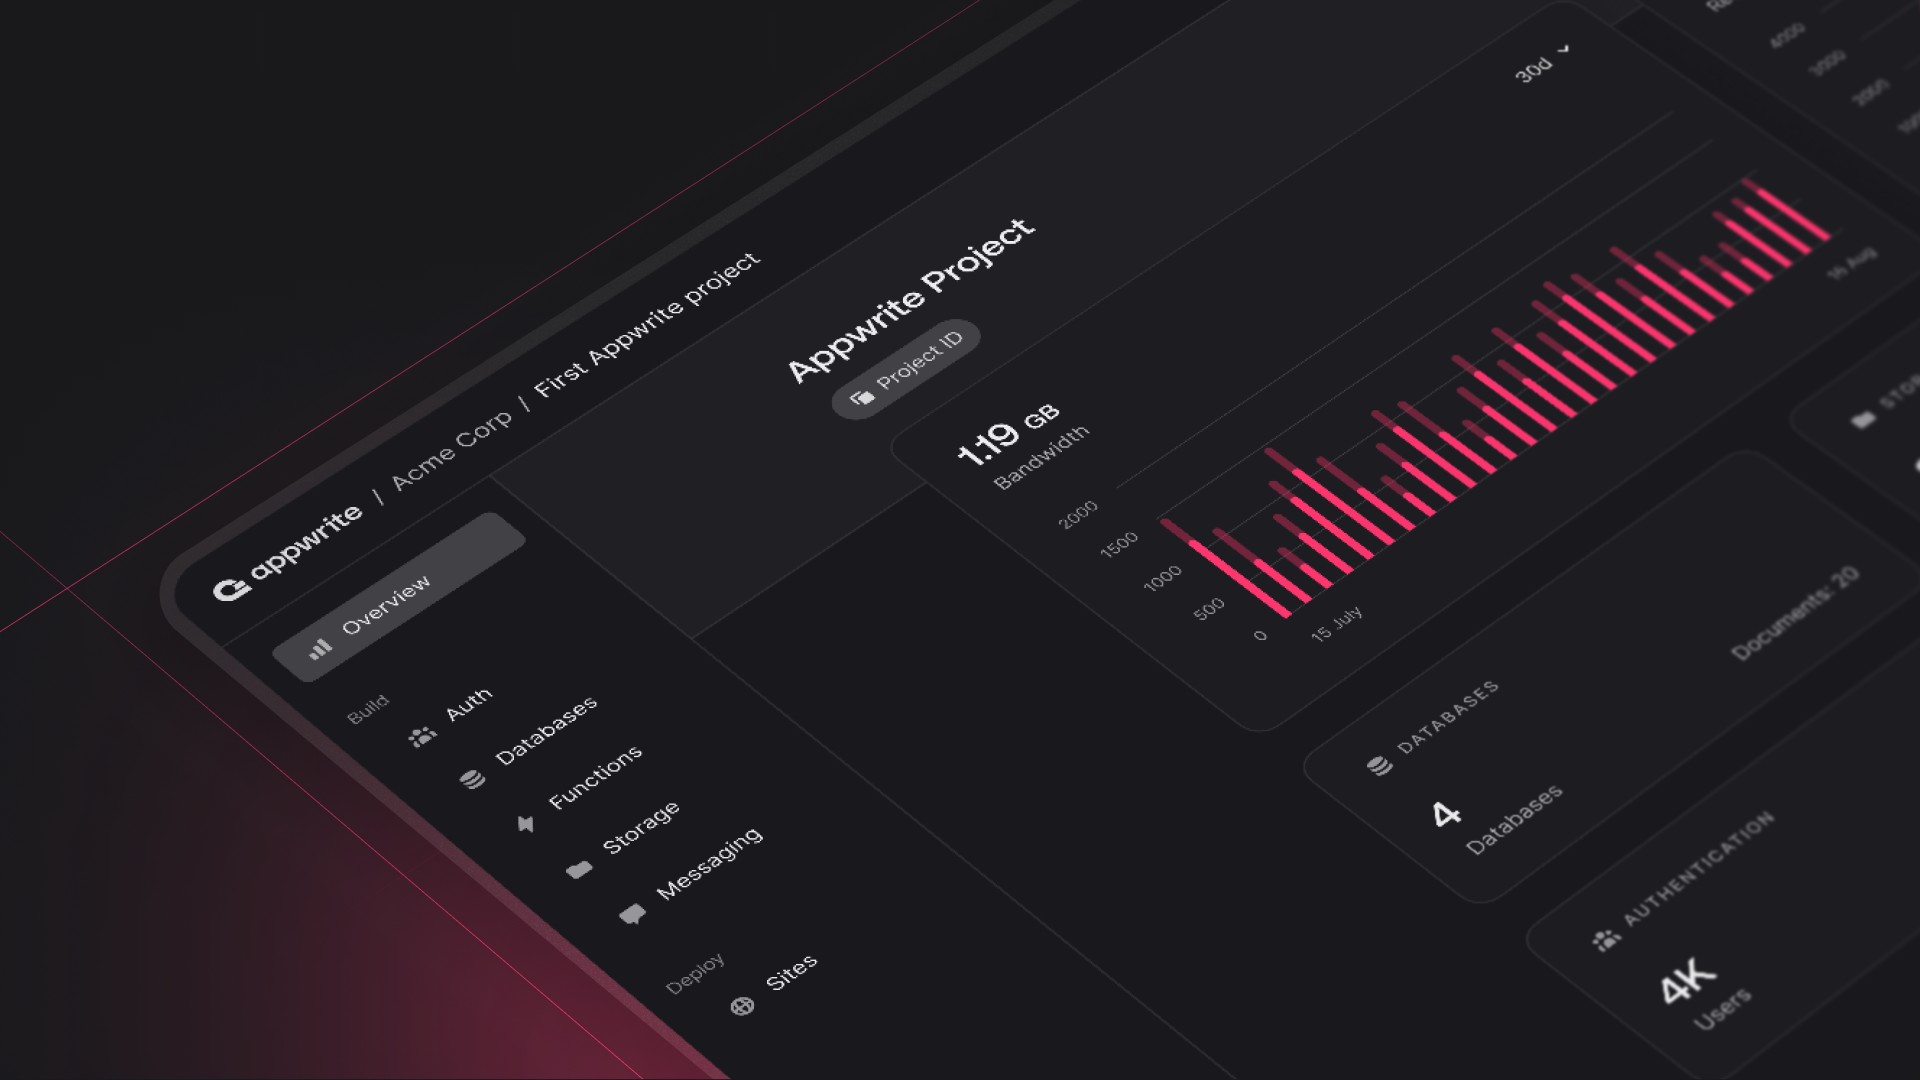 appwrite / Acme Corp / First Appwrite project
Overview
Build
Auth
Databases
Functions
Storage
Messaging
Deploy
Sites
Appwrite Project
Project ID
30d
1.19 GB
Bandwidth
2000
1500
1000
500
0
15 July
16 Aug
4000
3000
2000
DATABASES
4
Databases
Documents: 20
AUTHENTICATION
4K
Users